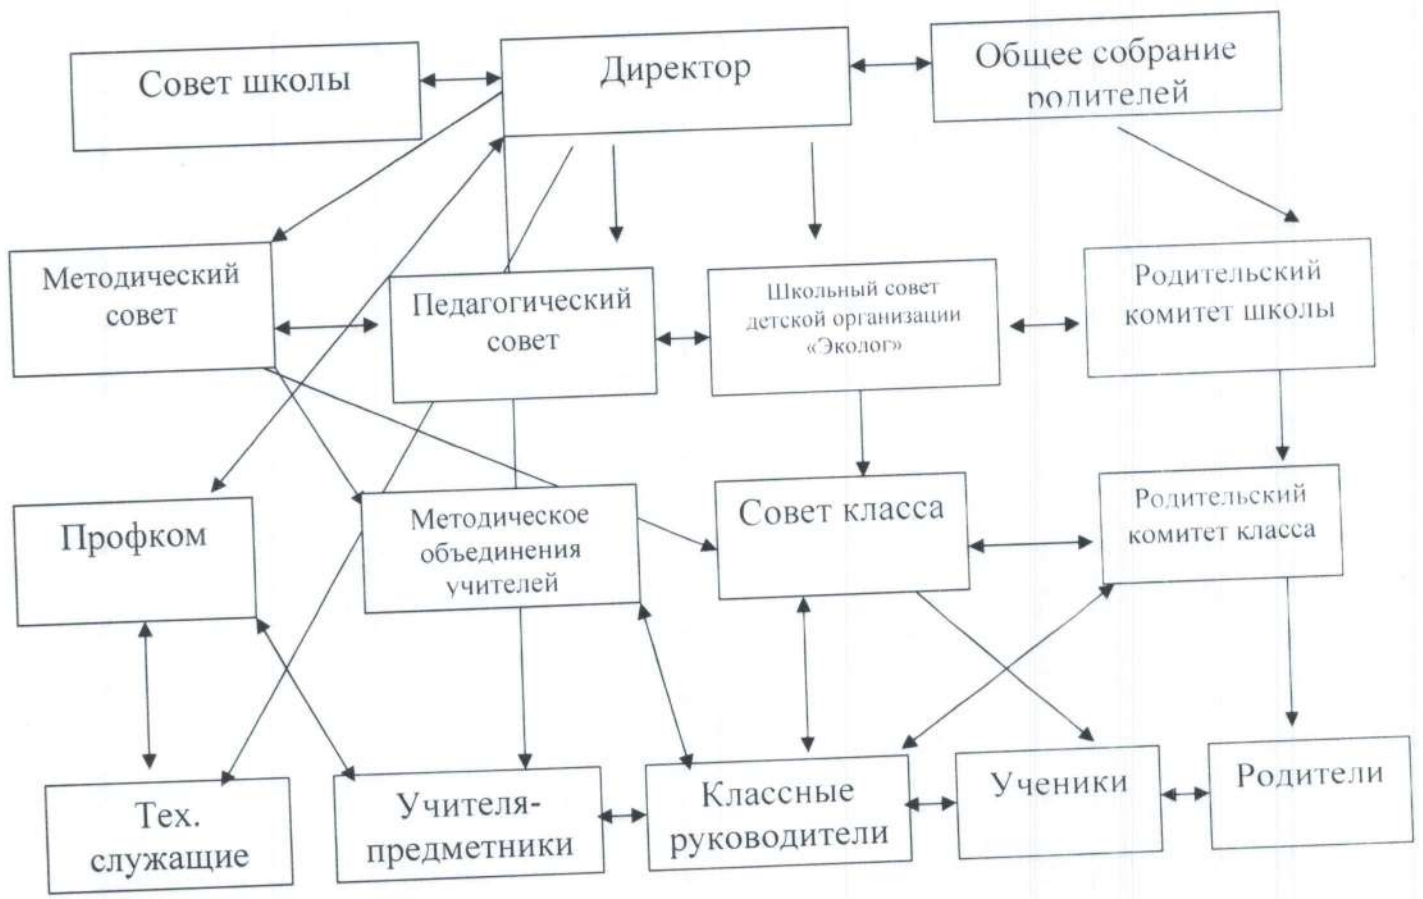 Совет школы
Директор
Общее собрание
родителей
Методический
совет
Педагогический
совет
Школьный совет
детской организации
«Эколог»
Родительский
комитет школы
Профком
Методическое
объединения
учителей
Совет класса
Родительский
комитет класса
Тех.
служащие
Учителя-
предметники
Классные
руководители
Ученики
Родители